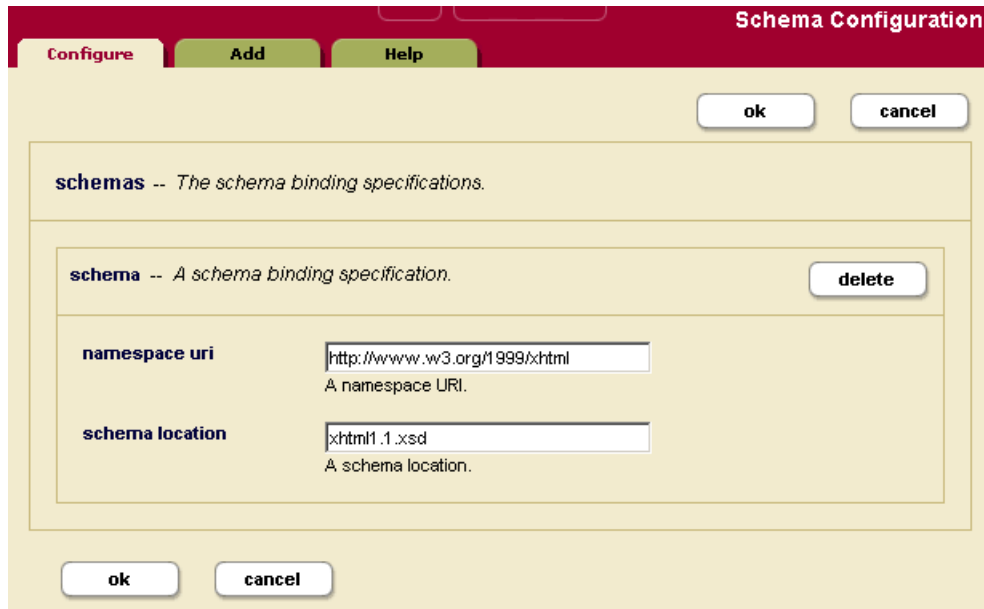 Schema Configuration
Configure Add Help
ok cancel
schemas -- The schema binding specifications.
schema -- A schema binding specification.
delete
namespace uri
http://www.w3.org/1999/xhtml
A namespace URI.
schema location
xhtml1.1.xsd
A schema location.
ok cancel